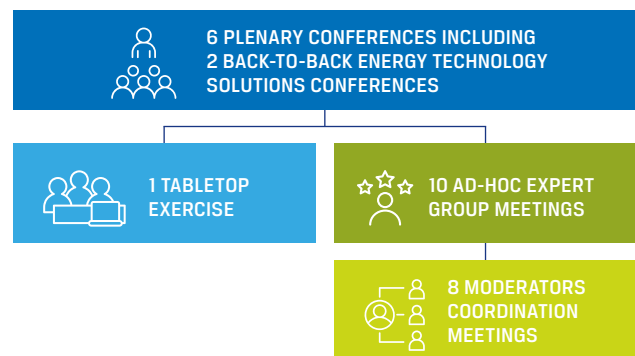 6 PLENARY CONFERENCES INCLUDING
2 BACK-TO-BACK ENERGY TECHNOLOGY
SOLUTIONS CONFERENCES
1 TABLETOP
EXERCISE
10 AD-HOC EXPERT
GROUP MEETINGS
8 MODERATORS
COORDINATION
MEETINGS